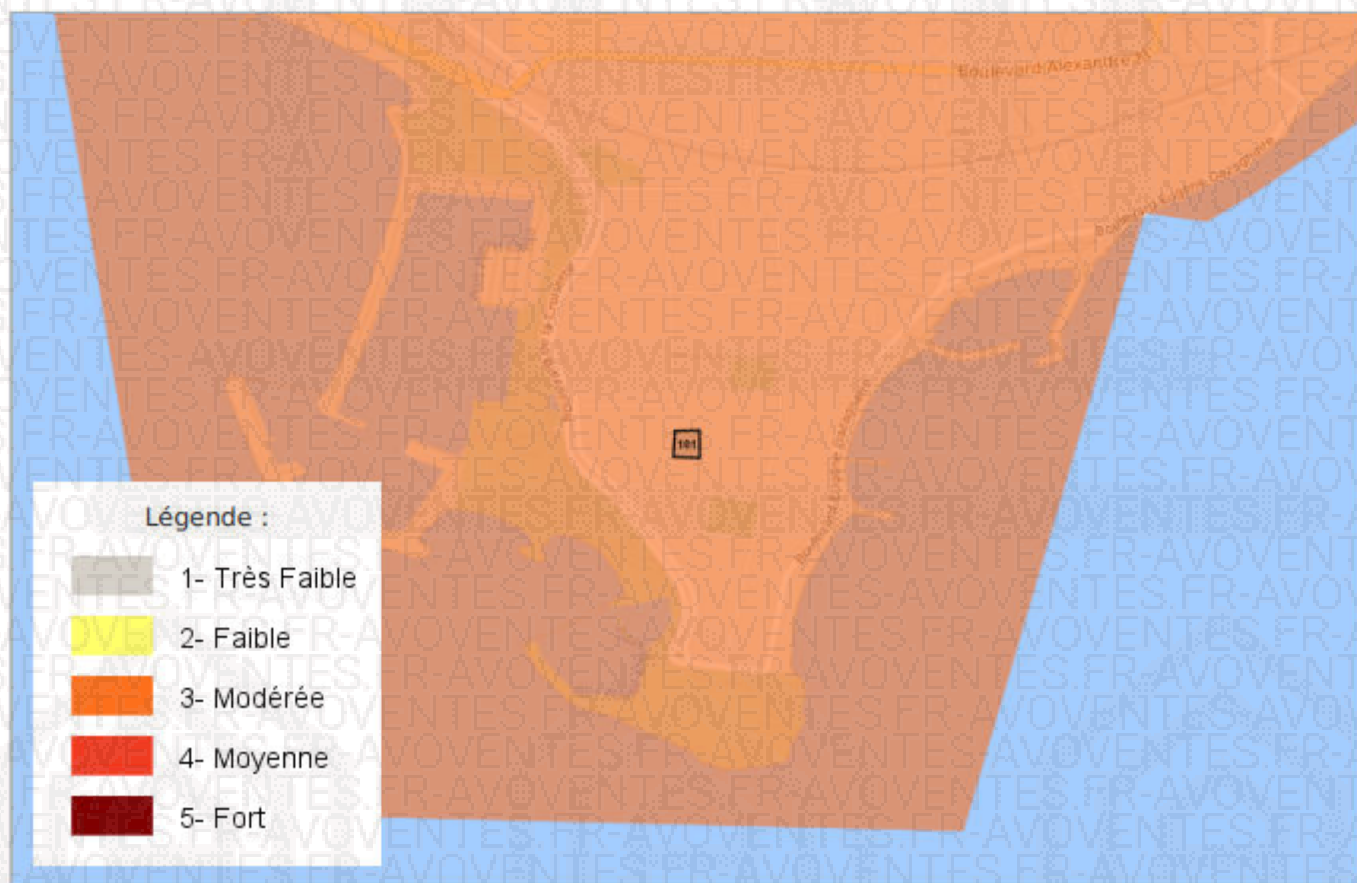 Boulevard Alexandre III
101
Légende :
1- Très Faible
2- Faible
3- Modérée
4- Moyenne
5- Fort
AVOVENTES.FR